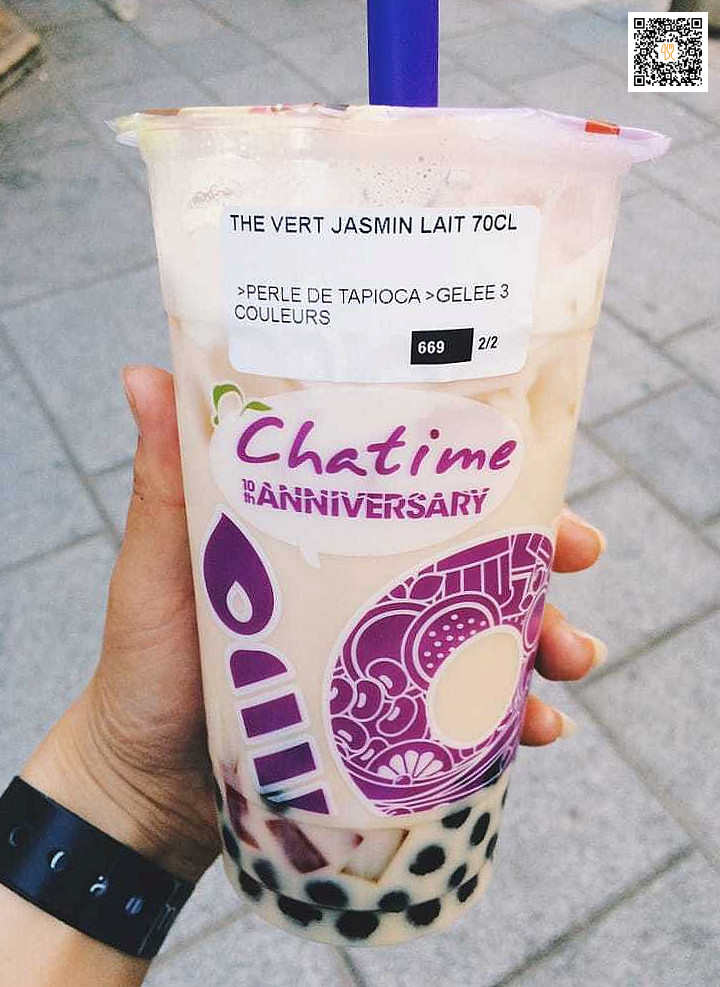 THE VERT JASMIN LAIT 70CL
>PERLE DE TAPIOCA >GELEE 3
COULEURS
669 2/2
Chatime
10th ANNIVERSARY